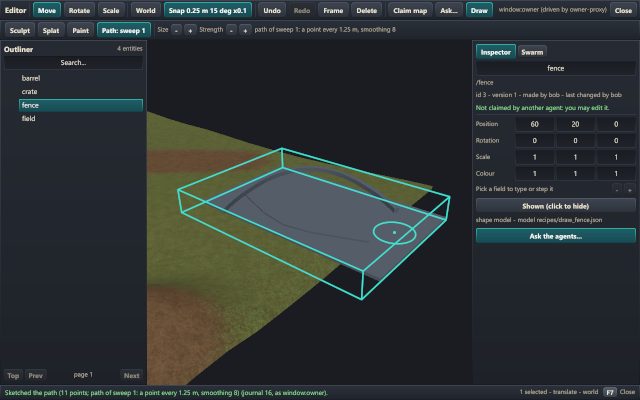 Editor Move Rotate Scale World Snap 0.25 m 15 deg x0.1 Undo Redo Frame Delete Claim map Ask... Draw window:owner (driven by owner-proxy) Close
Sculpt Splat Paint Path: sweep 1 Size - + Strength - + path of sweep 1: a point every 1.25 m, smoothing 8
Outliner 4 entities
Search...
barrel
crate
fence
field
Top Prev page 1 Next
Inspector Swarm
fence
/fence
id 3 - version 1 - made by bob - last changed by bob
Not claimed by another agent: you may edit it.
Position 60 20 0
Rotation 0 0 0
Scale 1 1 1
Colour 1 1 1
Pick a field to type or step it - +
Shown (click to hide)
shape model - model recipes/draw_fence.json
Ask the agents...
Sketched the path (11 points; path of sweep 1: a point every 1.25 m, smoothing 8) (journal 16, as window:owner). 1 selected - translate - world F7 Close